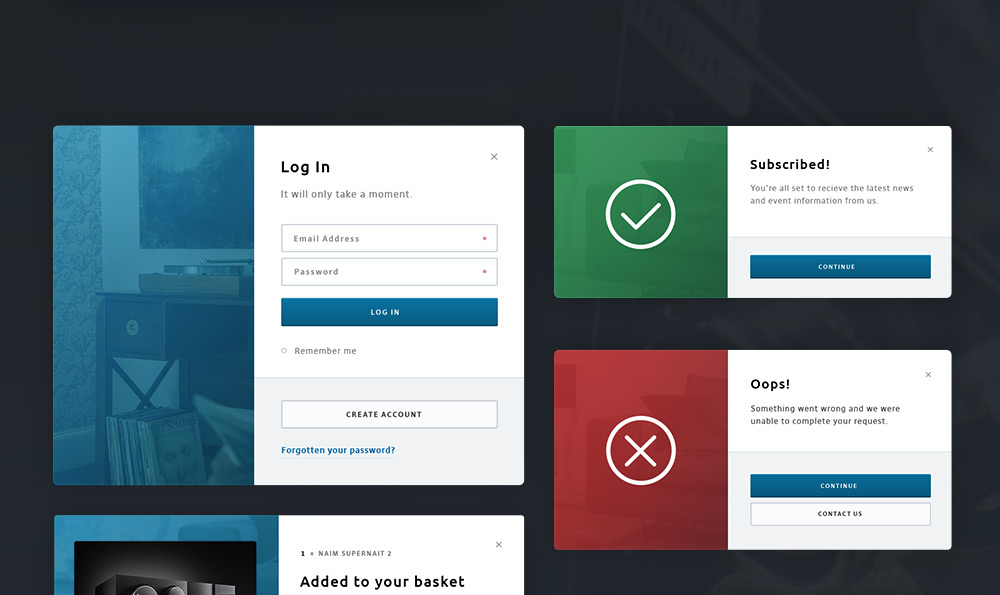 Log In
It will only take a moment.
Email Address
Password
LOG IN
Remember me
CREATE ACCOUNT
Forgotten your password?
Subscribed!
You're all set to recieve the latest news
and event information from us.
CONTINUE
Oops!
Something went wrong and we were
unable to complete your request.
CONTINUE
CONTACT US
1 × NAIM SUPERNAIT 2
Added to your basket